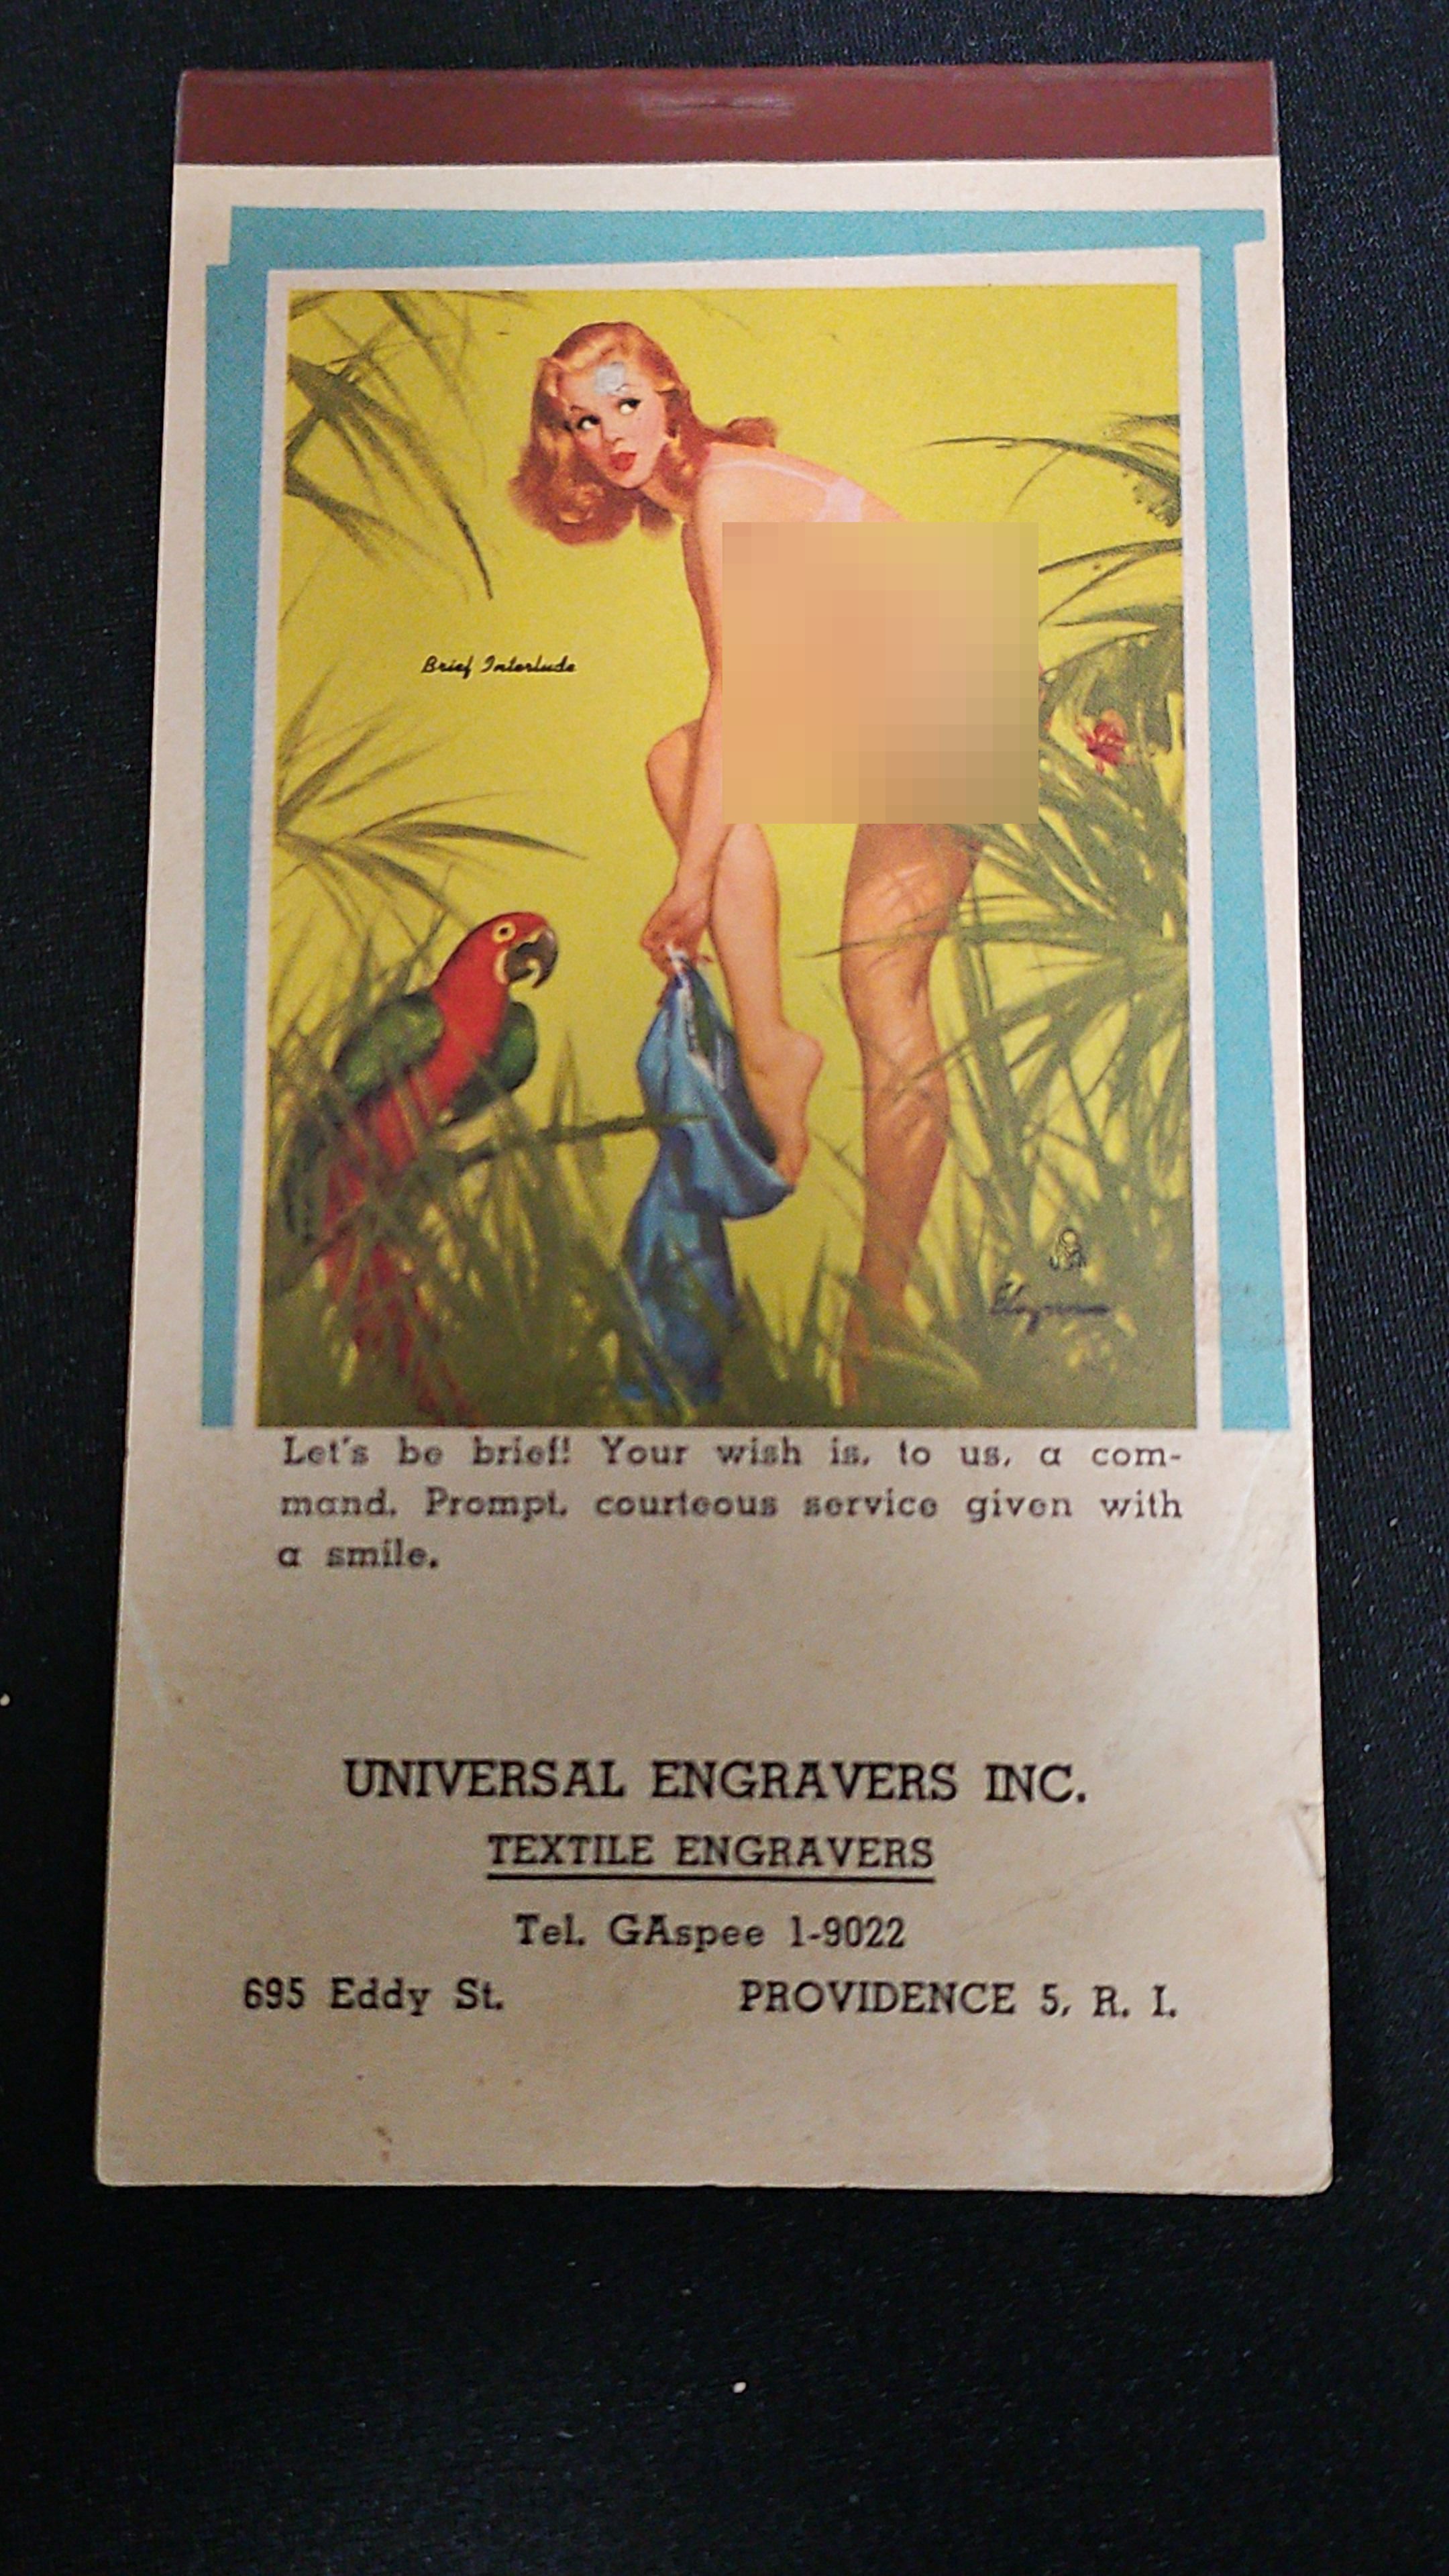 Brief Interlude
Elvgren
Let's be brief! Your wish is, to us, a com-
mand. Prompt, courteous service given with
a smile.
UNIVERSAL ENGRAVERS INC.
TEXTILE ENGRAVERS
Tel. GAspee 1-9022
695 Eddy St. PROVIDENCE 5, R. I.